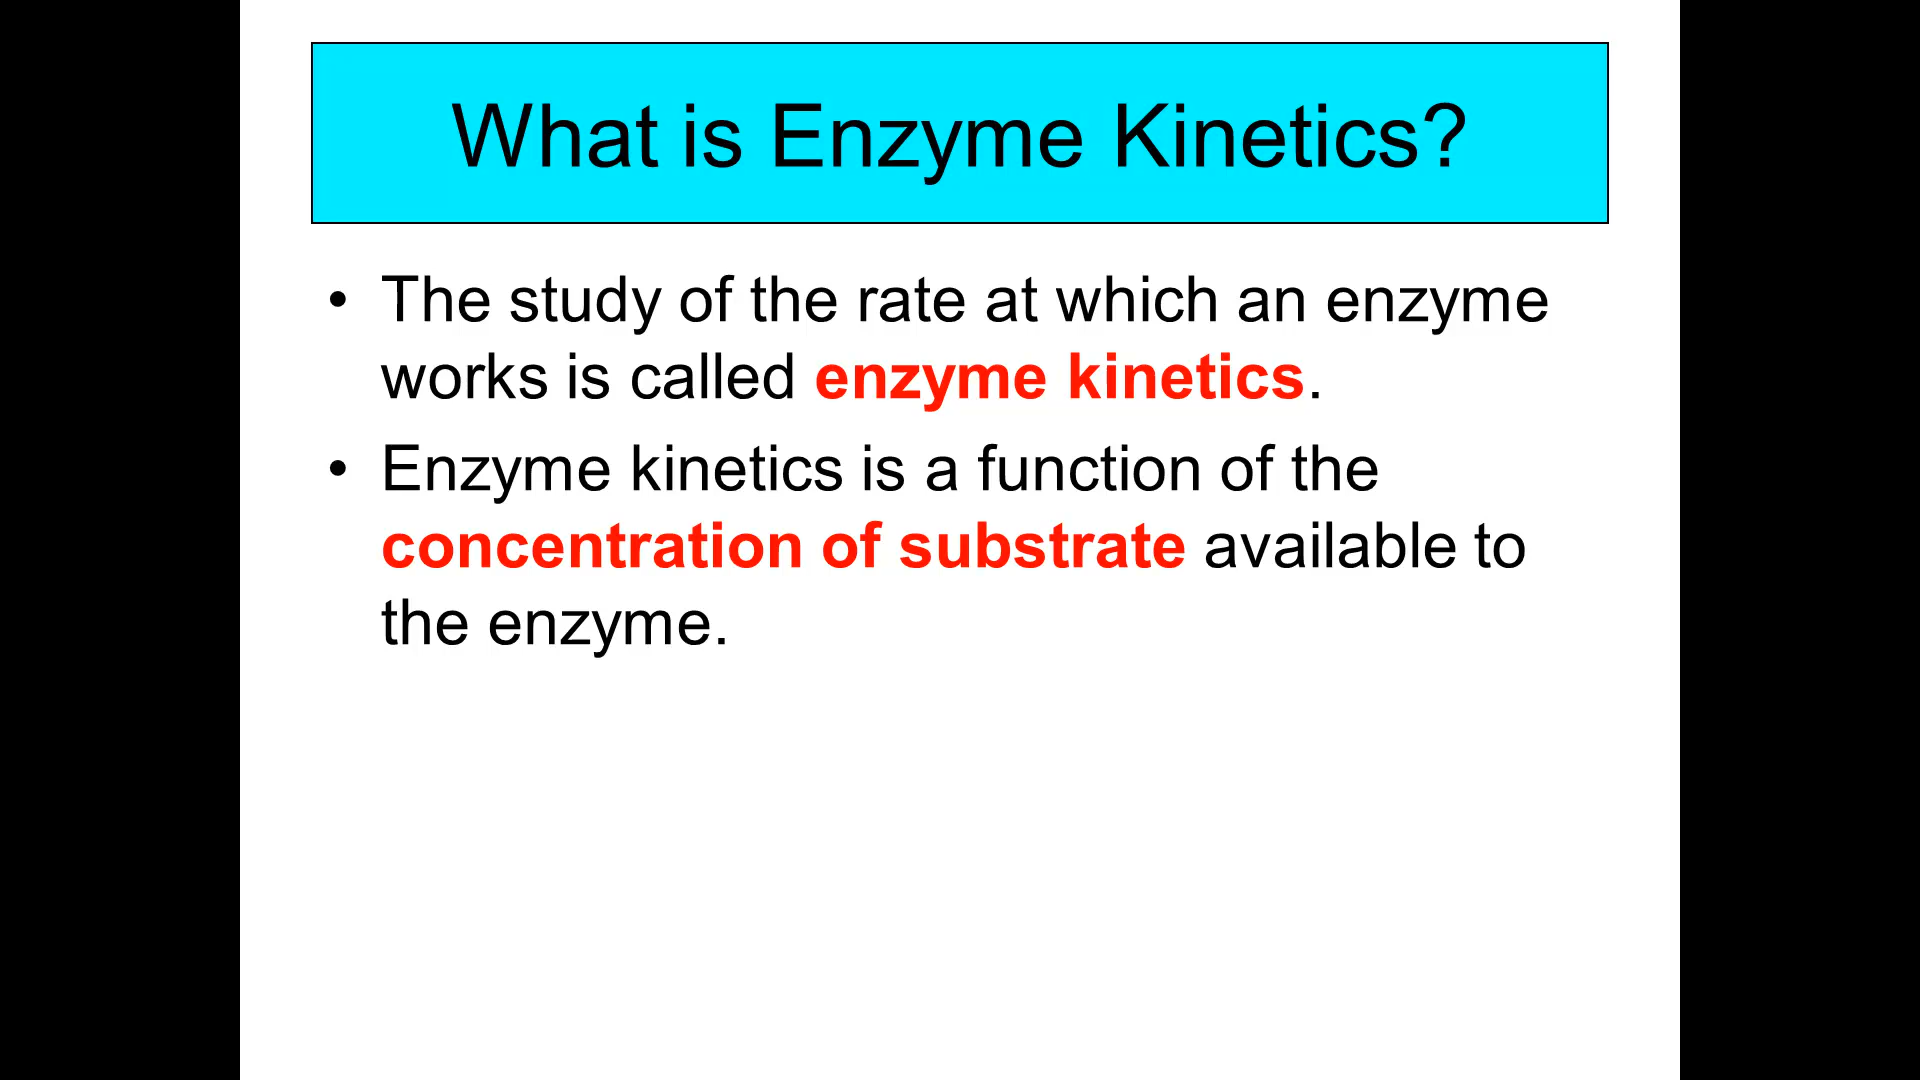 What is Enzyme Kinetics?
• The study of the rate at which an enzyme
works is called enzyme kinetics.
• Enzyme kinetics is a function of the
concentration of substrate available to
the enzyme.